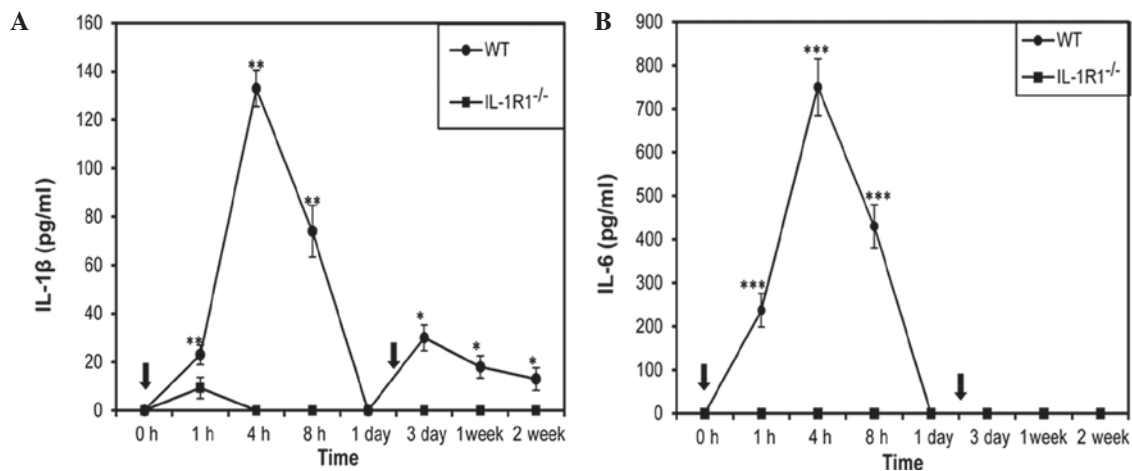 A
160
140
120
100
80
60
40
20
0
IL-1β (pg/ml)
WT
IL-1R1-/-
**
**
**
*
*
*
0 h 1 h 4 h 8 h 1 day 3 day 1week 2 week
Time
B
900
800
700
600
500
400
300
200
100
0
IL-6 (pg/ml)
WT
IL-1R1-/-
***
***
***
0 h 1 h 4 h 8 h 1 day 3 day 1week 2 week
Time